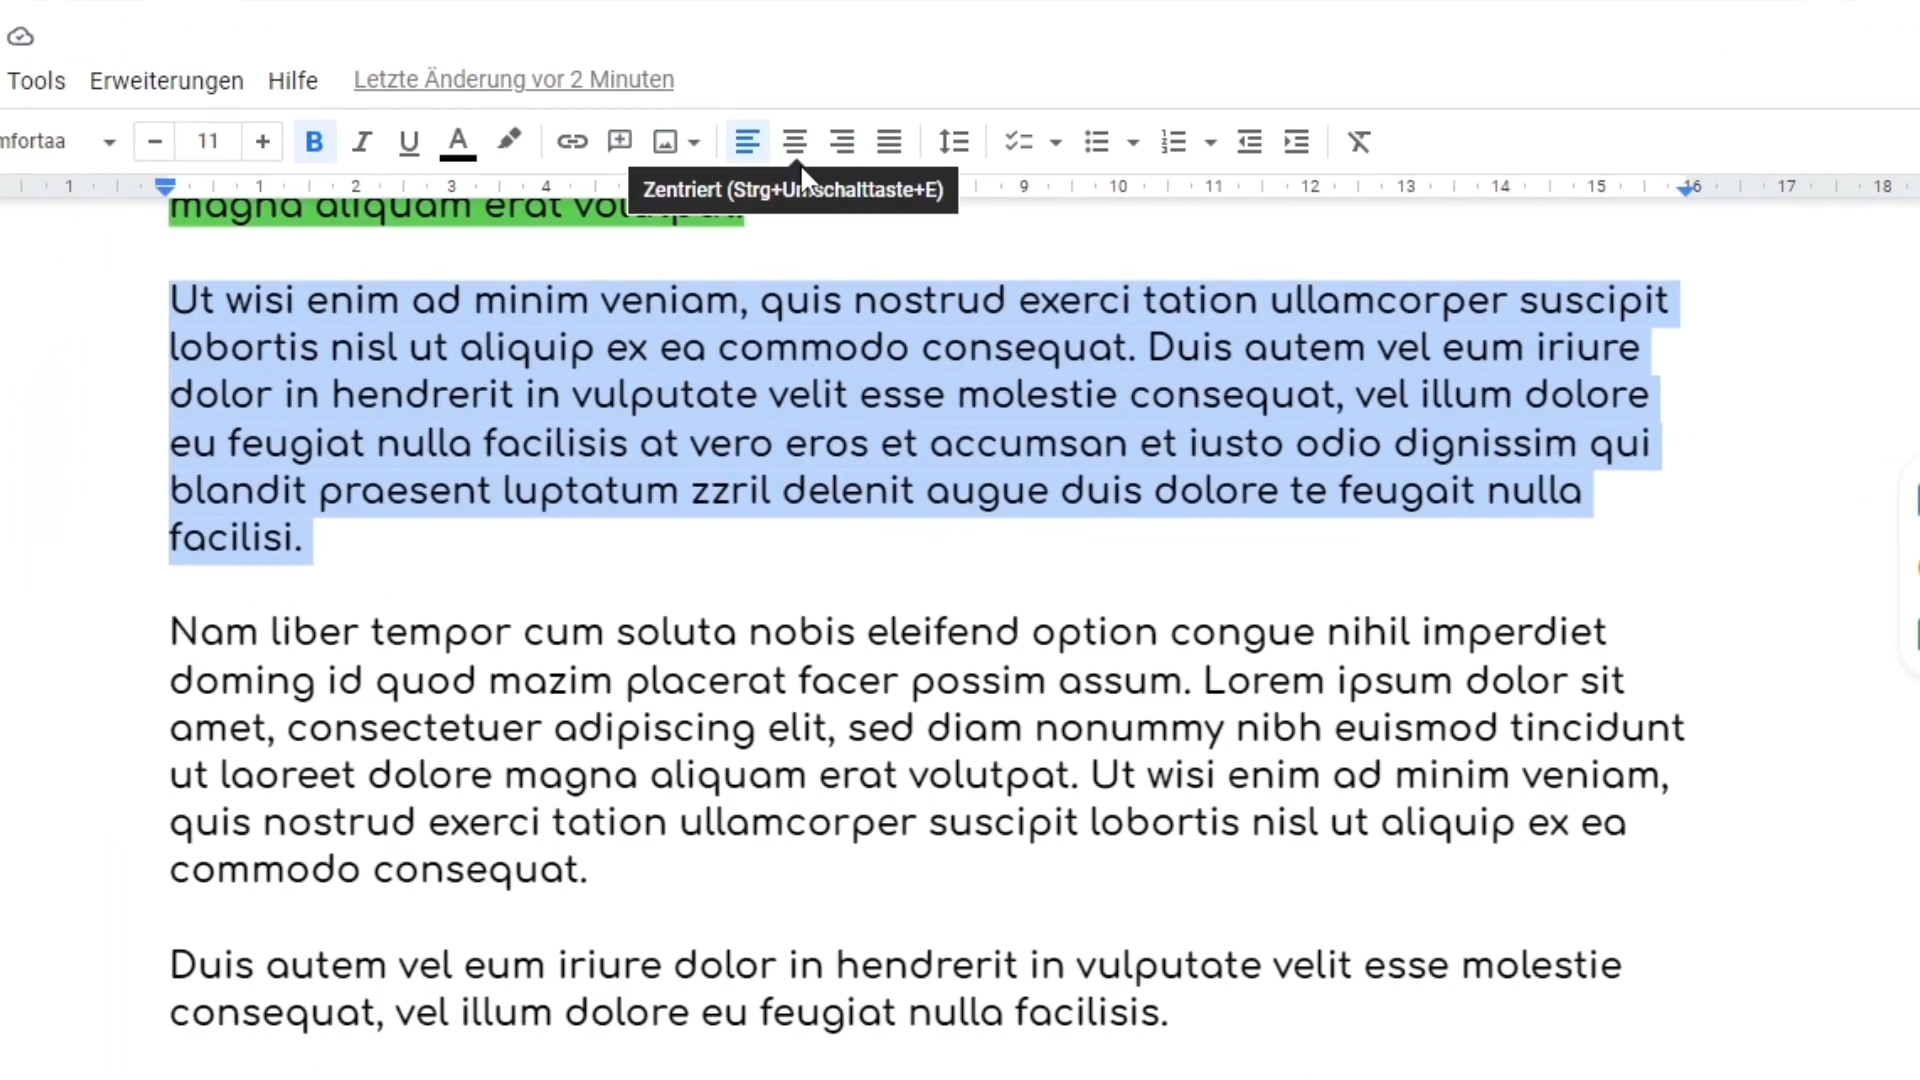 Tools Erweiterungen Hilfe Letzte Änderung vor 2 Minuten
mfortaa 11 B I U A
Zentriert (Strg+Umschalttaste+E)
1 1 2 3 4 9 10 11 12 13 14 15 16 17 18
magna aliquam erat volutpat.
Ut wisi enim ad minim veniam, quis nostrud exerci tation ullamcorper suscipit
lobortis nisl ut aliquip ex ea commodo consequat. Duis autem vel eum iriure
dolor in hendrerit in vulputate velit esse molestie consequat, vel illum dolore
eu feugiat nulla facilisis at vero eros et accumsan et iusto odio dignissim qui
blandit praesent luptatum zzril delenit augue duis dolore te feugait nulla
facilisi.
Nam liber tempor cum soluta nobis eleifend option congue nihil imperdiet
doming id quod mazim placerat facer possim assum. Lorem ipsum dolor sit
amet, consectetuer adipiscing elit, sed diam nonummy nibh euismod tincidunt
ut laoreet dolore magna aliquam erat volutpat. Ut wisi enim ad minim veniam,
quis nostrud exerci tation ullamcorper suscipit lobortis nisl ut aliquip ex ea
commodo consequat.
Duis autem vel eum iriure dolor in hendrerit in vulputate velit esse molestie
consequat, vel illum dolore eu feugiat nulla facilisis.